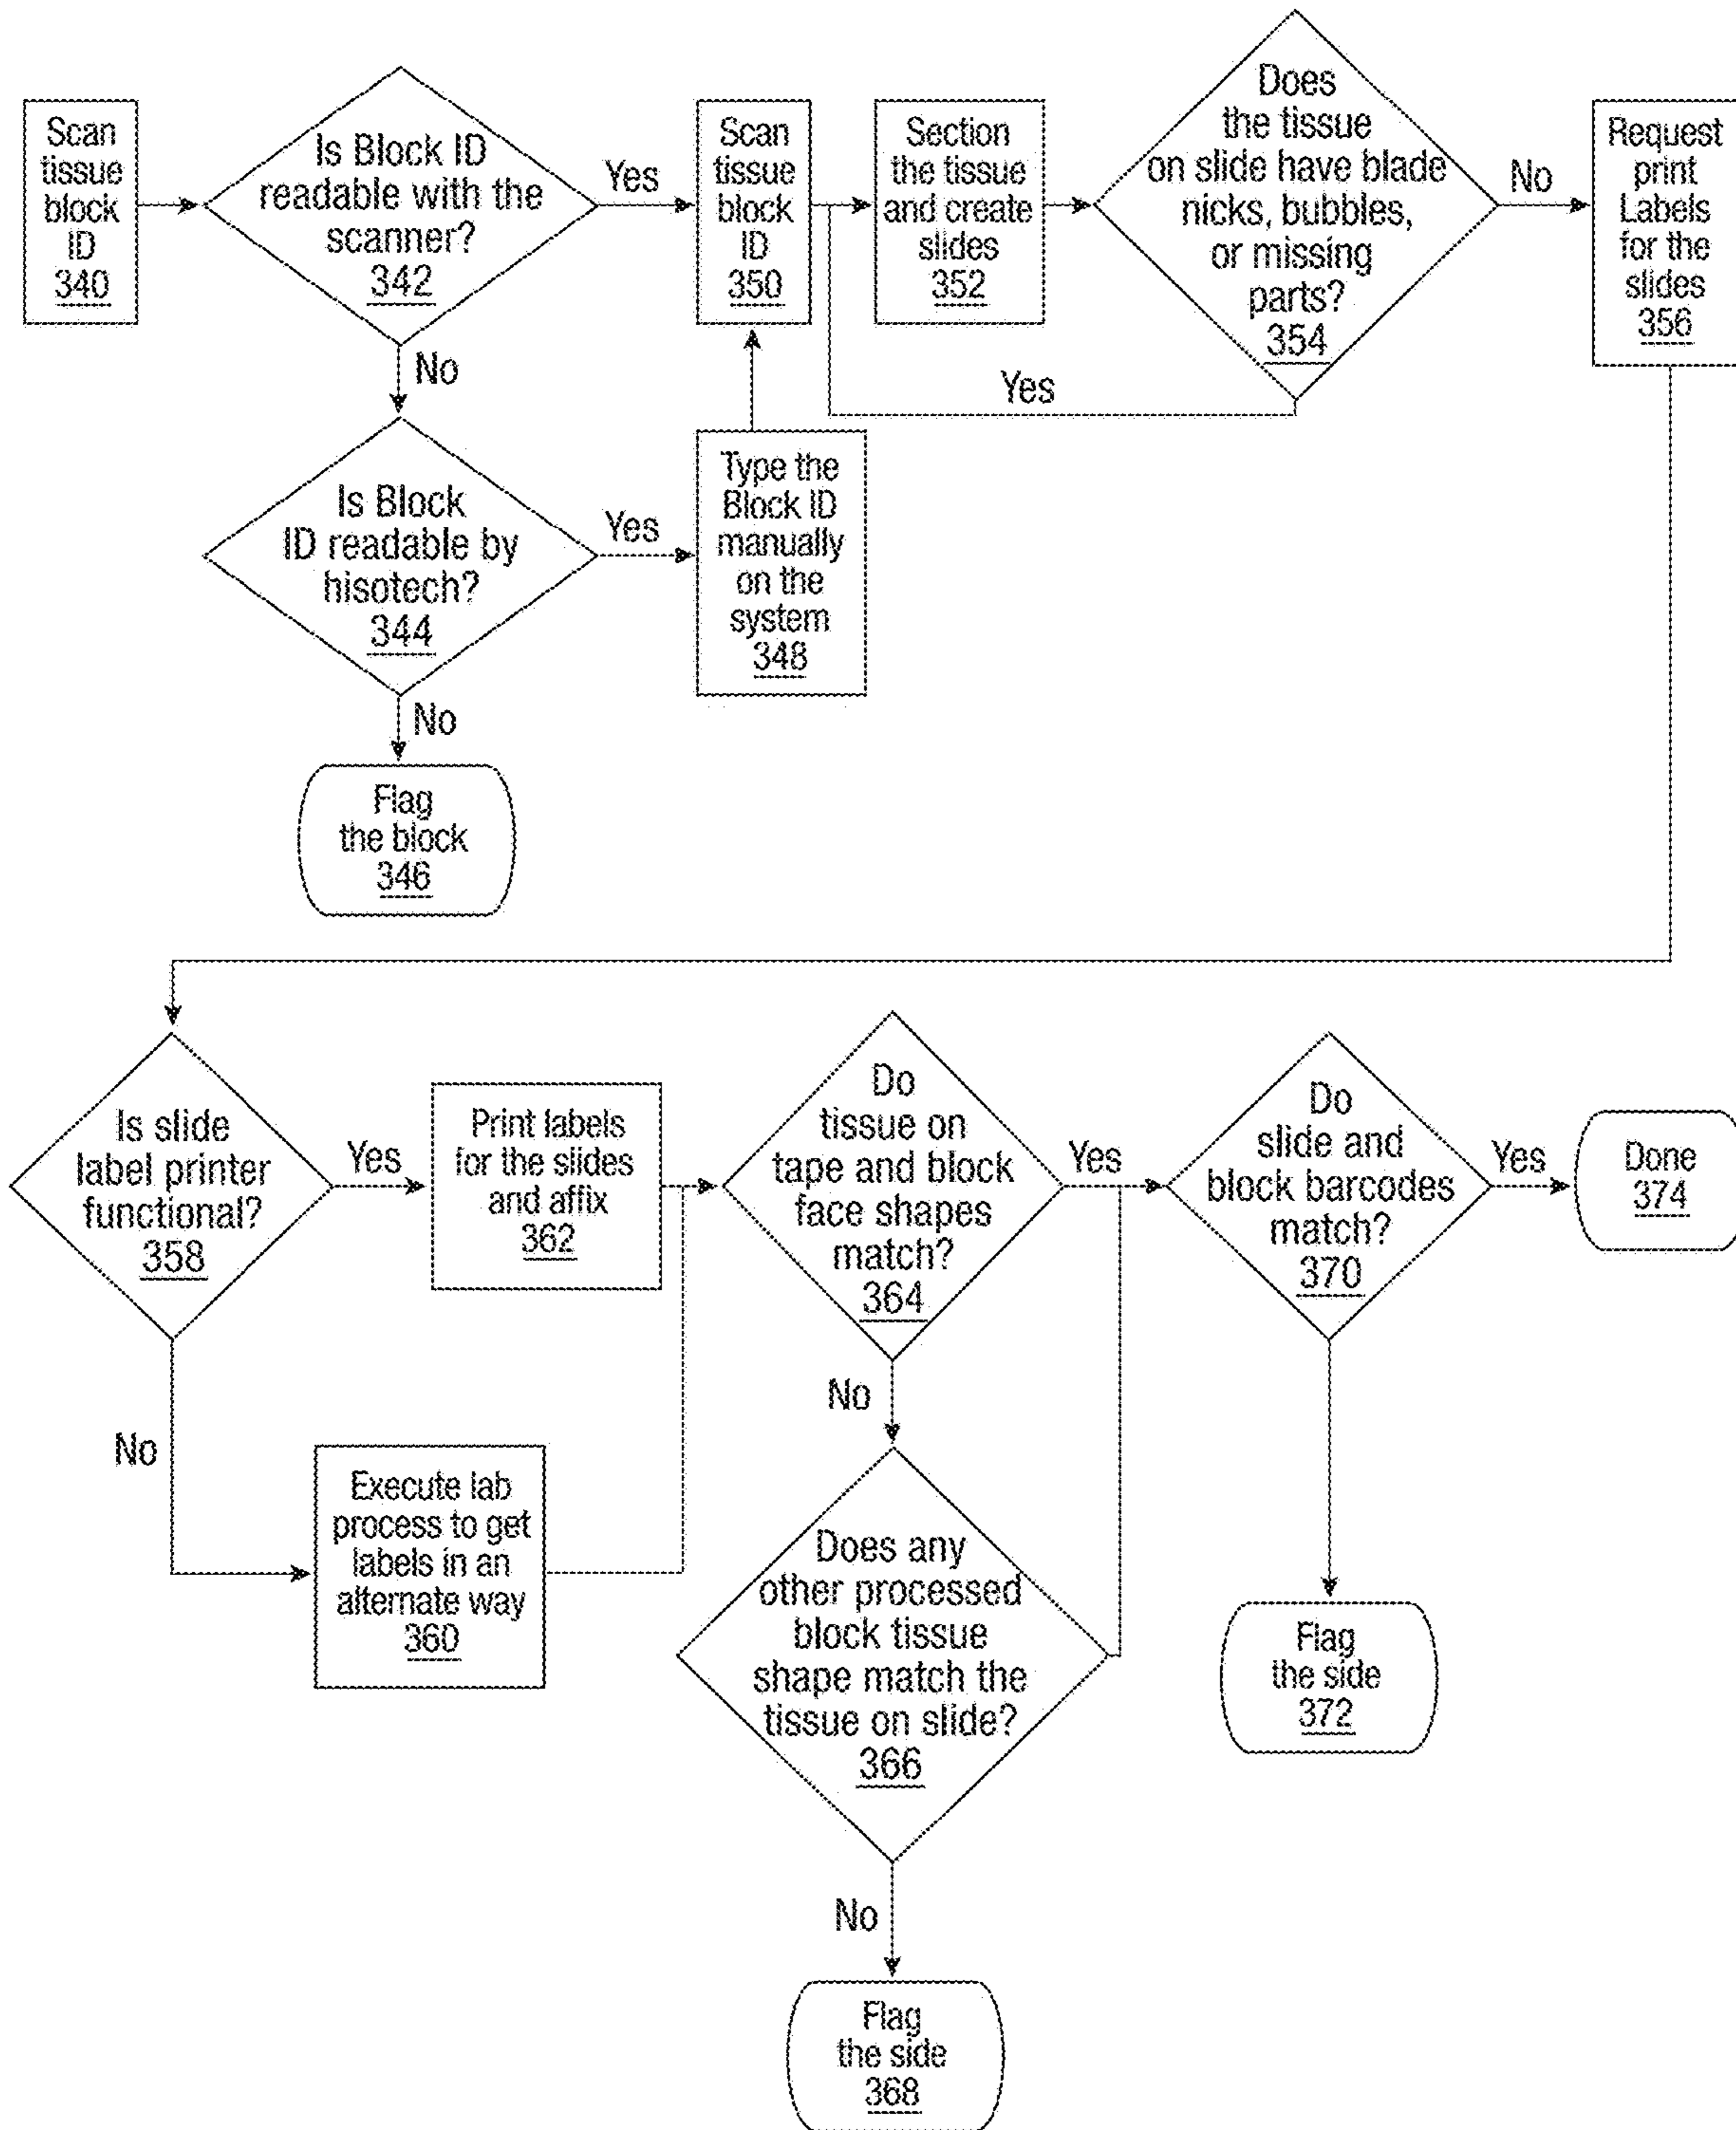 Scan
tissue
block
ID
340
Is Block ID
readable with the
scanner?
342
Yes
No
Scan
tissue
block
ID
350
Section
the tissue
and create
slides
352
Does
the tissue
on slide have blade
nicks, bubbles,
or missing
parts?
354
No
Yes
Request
print
Labels
for the
slides
356
Is Block
ID readable by
hisotech?
344
Yes
No
Type the
Block ID
manually
on the
system
348
Flag
the block
346
Is slide
label printer
functional?
358
Yes
No
Print labels
for the slides
and affix
362
Execute lab
process to get
labels in an
alternate way
360
Do
tissue on
tape and block
face shapes
match?
364
Yes
No
Does any
other processed
block tissue
shape match the
tissue on slide?
366
No
Flag
the side
368
Do
slide and
block barcodes
match?
370
Yes
Done
374
Flag
the side
372